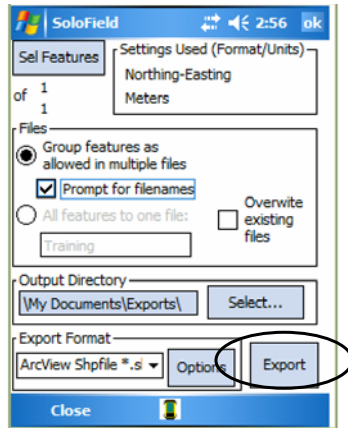 SoloField 2:56 ok
Sel Features
Settings Used (Format/Units)
Northing-Easting
Meters
of 1
1
Files
Group features as
allowed in multiple files
Prompt for filenames
All features to one file:
Training
Overwite
existing
files
Output Directory
\My Documents\Exports\ Select...
Export Format
ArcView Shpfile *.s Options Export
Close